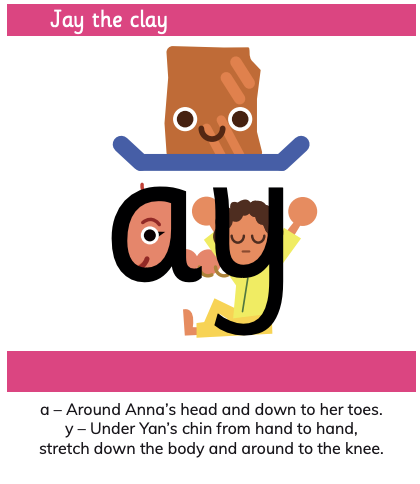 Jay the clay
ay
a – Around Anna's head and down to her toes.
y – Under Yan's chin from hand to hand,
stretch down the body and around to the knee.